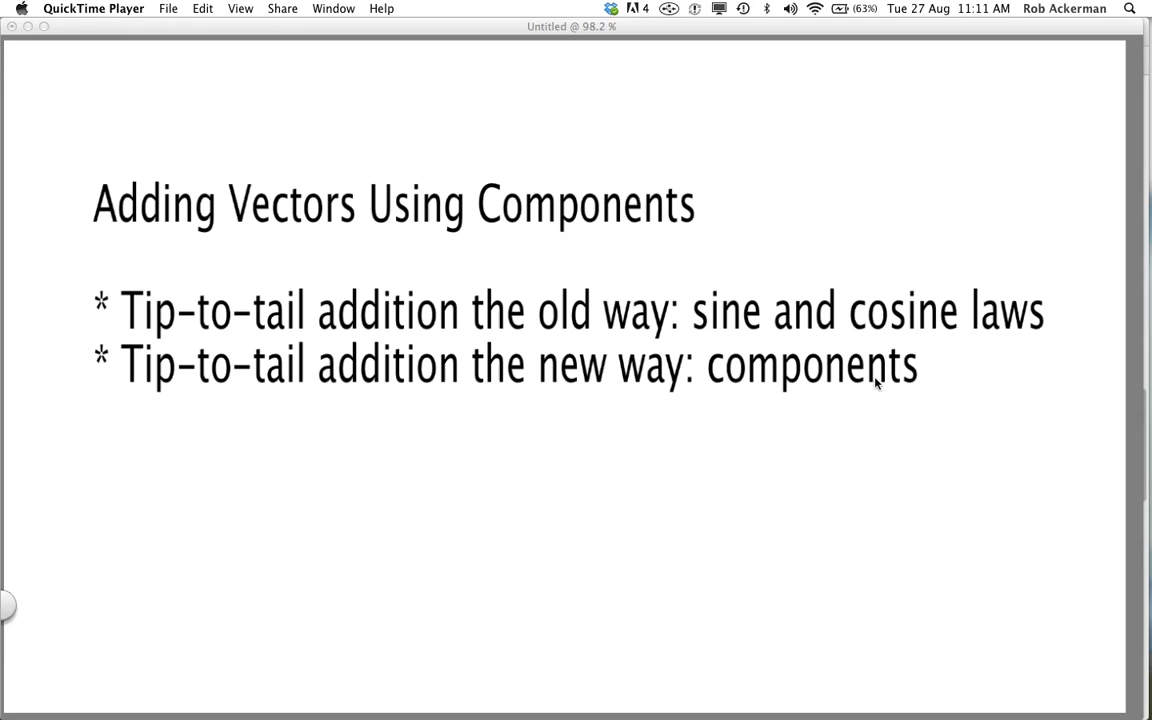 QuickTime Player File Edit View Share Window Help 4 (63%) Tue 27 Aug 11:11 AM Rob Ackerman
Untitled @ 98.2 %
Adding Vectors Using Components
* Tip-to-tail addition the old way: sine and cosine laws
* Tip-to-tail addition the new way: components